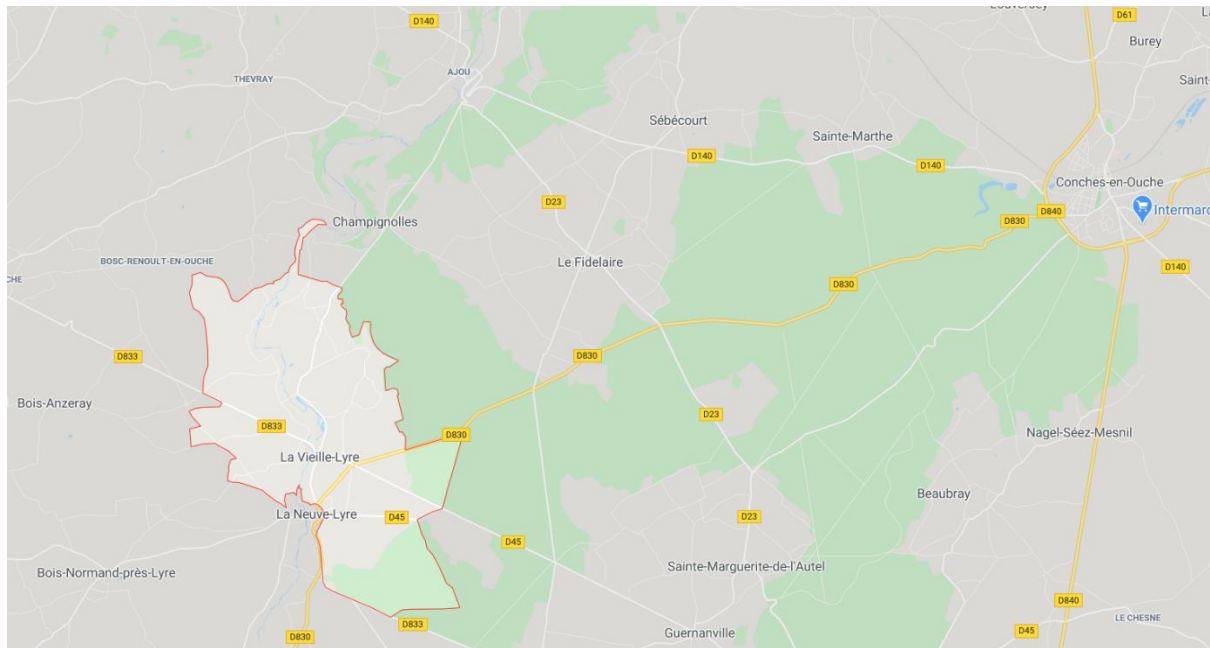 D140
D61
Burey
Saint-
AJOU
THEVRAY
Sébécourt
Sainte-Marthe
D140
D140
Conches-en-Ouche
D23
Intermarc
D840
D830
Champignolles
BOSC-RENOULT-EN-OUCHE
Le Fidelaire
D140
CHE
D830
D833
D830
Bois-Anzeray
D23
D833
D830
Nagel-Séez-Mesnil
La Vieille-Lyre
Beaubray
La Neuve-Lyre
D45
D23
D45
Bois-Normand-près-Lyre
Sainte-Marguerite-de-l'Autel
D840
LE CHESNE
D833
D45
D830
Guernanville